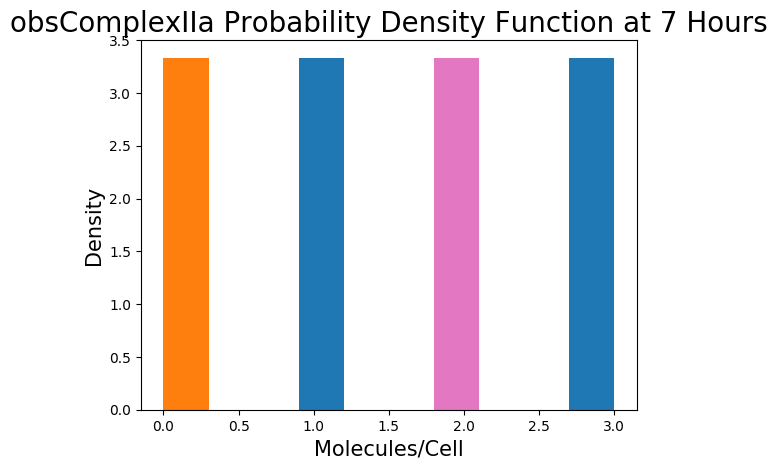 obsComplexIIa Probability Density Function at 7 Hours
3.5
3.0
2.5
2.0
1.5
1.0
0.5
0.0
Density
0.0 0.5 1.0 1.5 2.0 2.5 3.0
Molecules/Cell